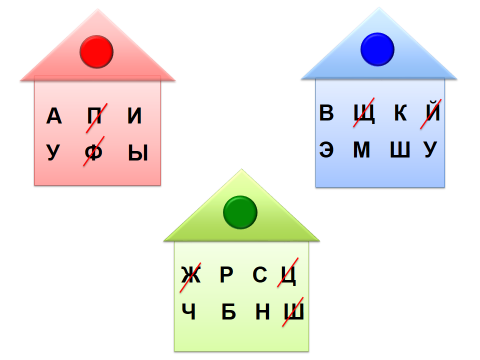 А П И
У Ф Ы
В Щ К Й
Э М Ш У
Ж Р С Ц
Ч Б Н Ш